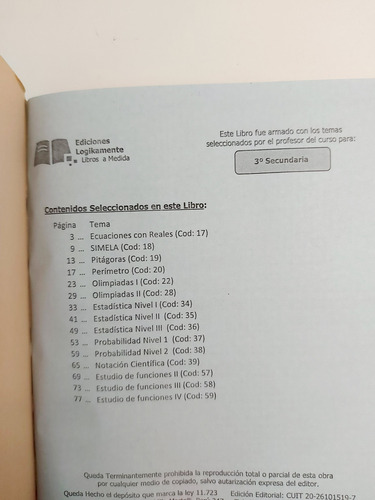 Ediciones
Logikamente
Libros a Medida
Este Libro fue armado con los temas
seleccionados por el profesor del curso para:
3º Secundaria
Contenidos Seleccionados en este Libro:
Página Tema
3 ... Ecuaciones con Reales (Cod: 17)
9 ... SIMELA (Cod: 18)
13 ... Pitágoras (Cod: 19)
17 ... Perímetro (Cod: 20)
23 ... Olimpiadas I (Cod: 22)
29 ... Olimpiadas II (Cod: 28)
33 ... Estadística Nivel I (Cod: 34)
41 ... Estadística Nivel II (Cod: 35)
49 ... Estadística Nivel III (Cod: 36)
53 ... Probabilidad Nivel 1 (Cod: 37)
59 ... Probabilidad Nivel 2 (Cod: 38)
65 ... Notación Científica (Cod: 39)
69 ... Estudio de funciones II (Cod: 57)
73 ... Estudio de funciones III (Cod: 58)
77 ... Estudio de funciones IV (Cod: 59)
Queda Terminantemente prohibida la reproducción total o parcial de esta obra
por cualquier medio de copiado, salvo autorización expresa del editor.
Queda Hecho el depósito que marca la ley 11.723 Edición Editorial: CUIT 20-26101519-7